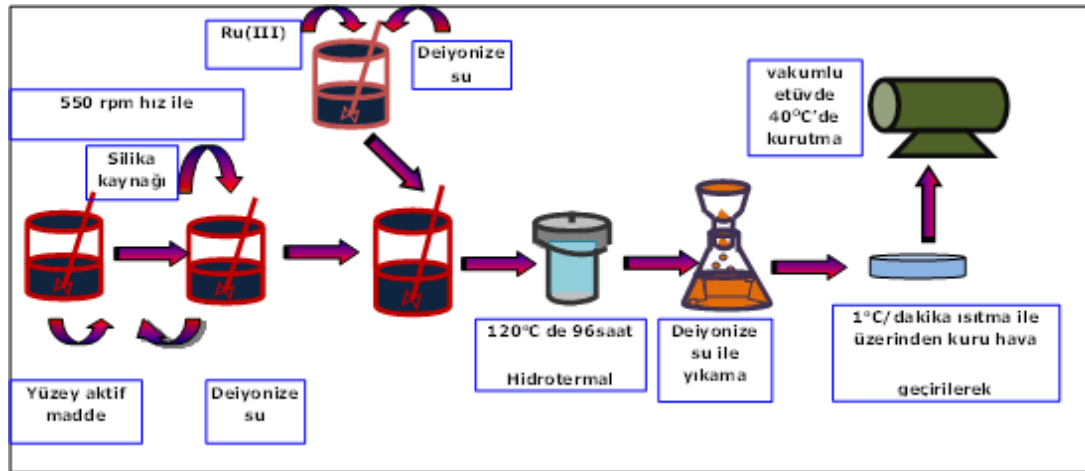 Ru(III)
Deiyonize
su
550 rpm hız ile
Silika
kaynağı
vakumlu
etüvde
40°C'de
kurutma
Yüzey aktif
madde
Deiyonize
su
120°C de 96saat
Hidrotermal
Deiyonize
su ile
yıkama
1°C/dakika ısıtma ile
üzerinden kuru hava
geçirilerek